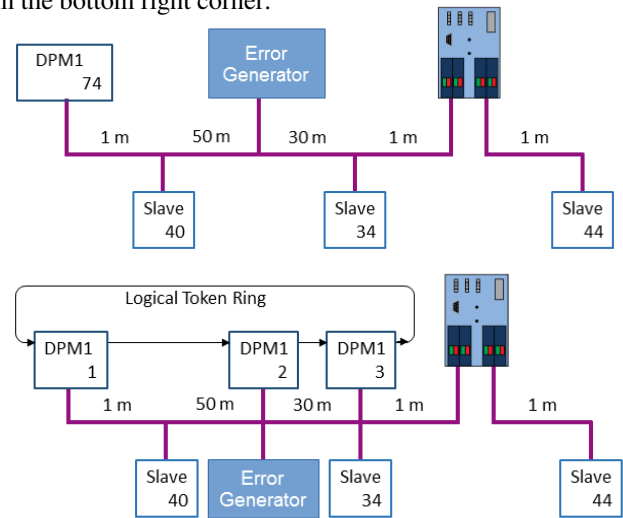 in the bottom right corner.
DPM1
74
Error
Generator
1 m
50 m
30 m
1 m
1 m
Slave
40
Slave
34
Slave
44
Logical Token Ring
DPM1
1
DPM1
2
DPM1
3
1 m
50 m
30 m
1 m
1 m
Slave
40
Error
Generator
Slave
34
Slave
44